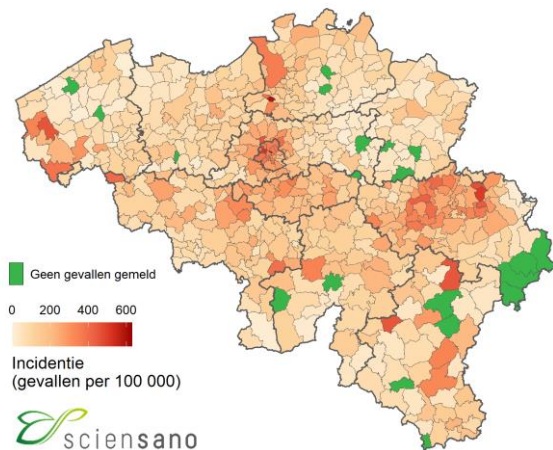 Geen gevallen gemeld
0 200 400 600
Incidentie
(gevallen per 100 000)
sciensano